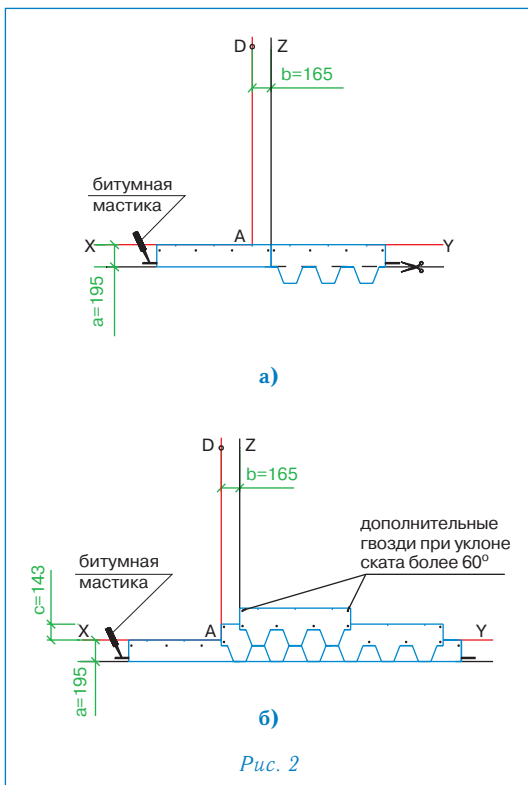 D Z
b=165
битумная
мастика
X A Y
a=195
а)
D Z
b=165
дополнительные
гвозди при уклоне
ската более 60°
битумная
мастика
c=143
X A Y
a=195
б)
Рис. 2